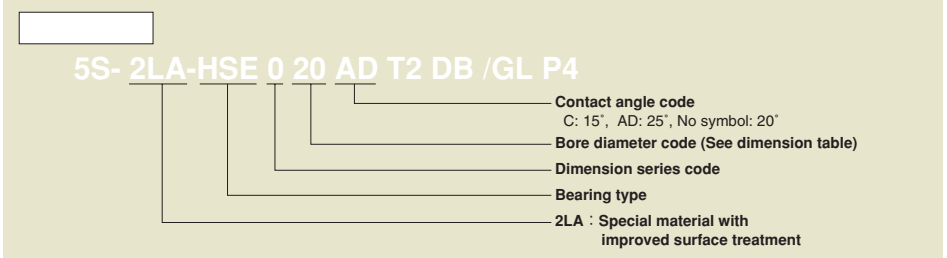 5S- 2LA-HSE 0 20 AD T2 DB /GL P4
Contact angle code
C: 15˚, AD: 25˚, No symbol: 20˚
Bore diameter code (See dimension table)
Dimension series code
Bearing type
2LA : Special material with
improved surface treatment